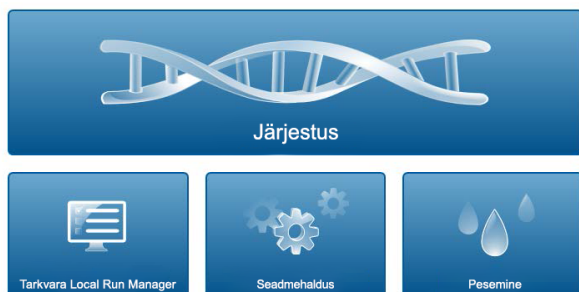 Järjestus
Tarkvara Local Run Manager
Seadmehaldus
Pesemine